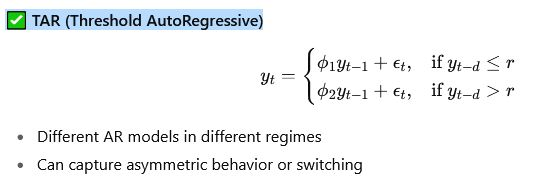 ✅ TAR (Threshold AutoRegressive)
y_t = { ϕ_1 y_{t−1} + ϵ_t, if y_{t−d} ≤ r
ϕ_2 y_{t−1} + ϵ_t, if y_{t−d} > r
• Different AR models in different regimes
• Can capture asymmetric behavior or switching